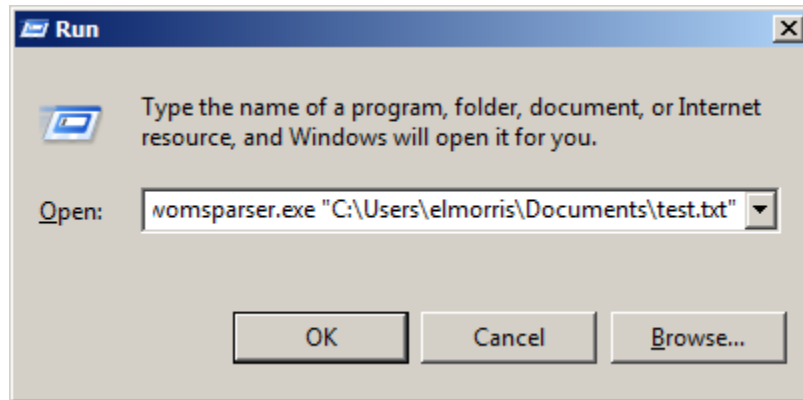 Run
Type the name of a program, folder, document, or Internet
resource, and Windows will open it for you.
Open: womsparser.exe "C:\Users\elmorris\Documents\test.txt"
OK Cancel Browse...